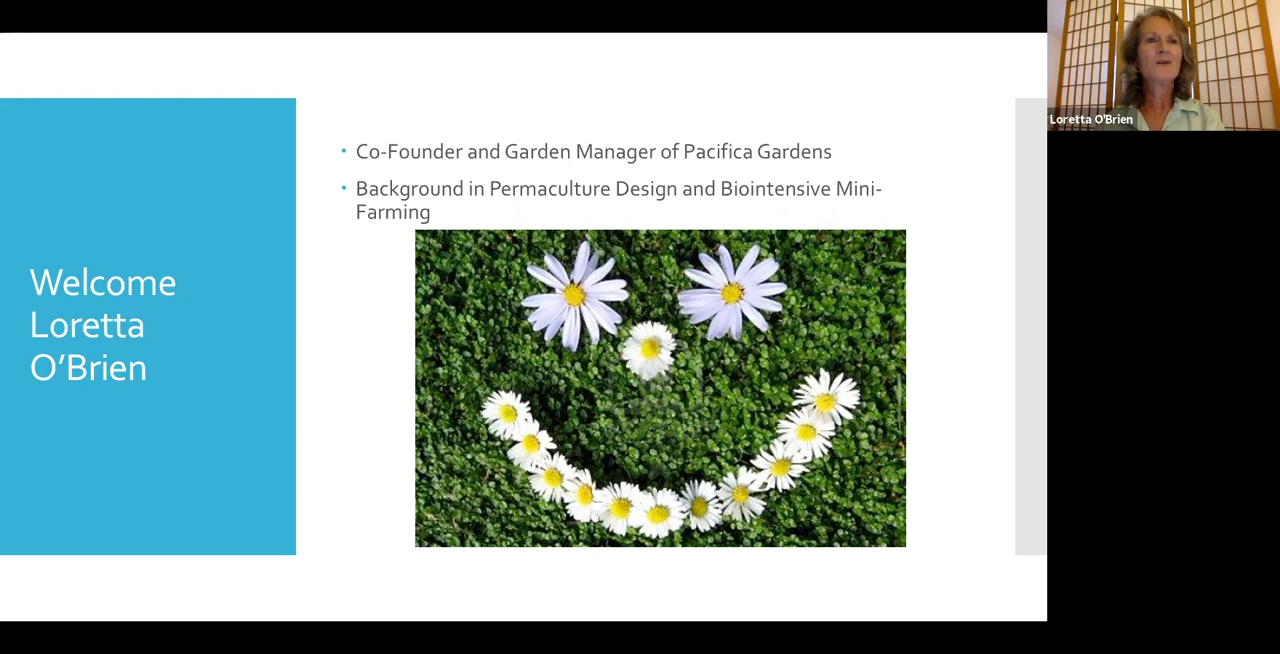 Welcome
Loretta
O’Brien
• Co-Founder and Garden Manager of Pacifica Gardens
• Background in Permaculture Design and Biointensive Mini-
Farming
Loretta O'Brien